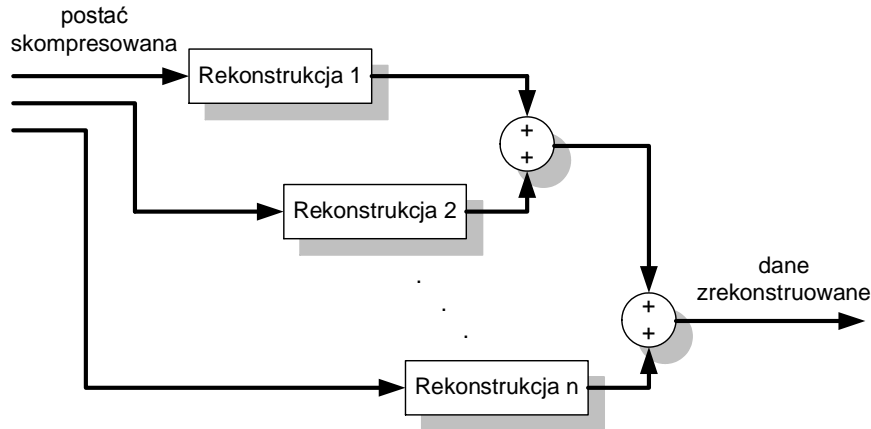 postać
skompresowana
Rekonstrukcja 1
+
+
Rekonstrukcja 2
.
.
.
dane
zrekonstruowane
+
+
Rekonstrukcja n